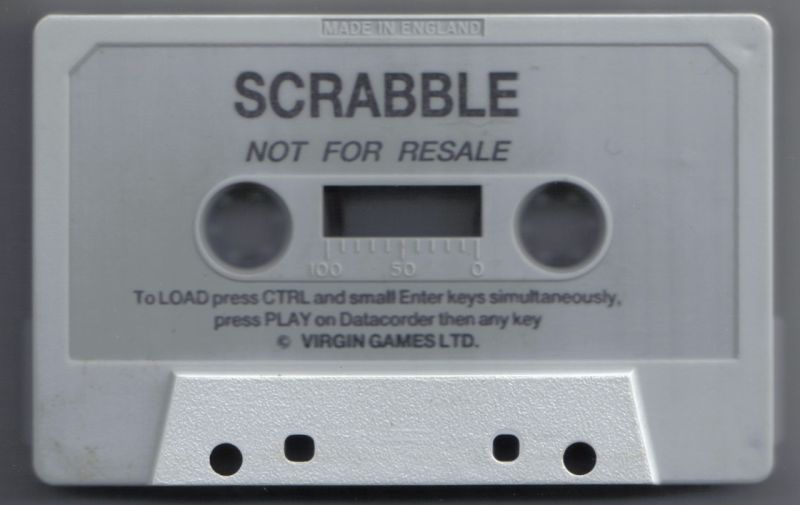 MADE IN ENGLAND
SCRABBLE
NOT FOR RESALE
100 50 0
To LOAD press CTRL and small Enter keys simultaneously,
press PLAY on Datacorder then any key
© VIRGIN GAMES LTD.